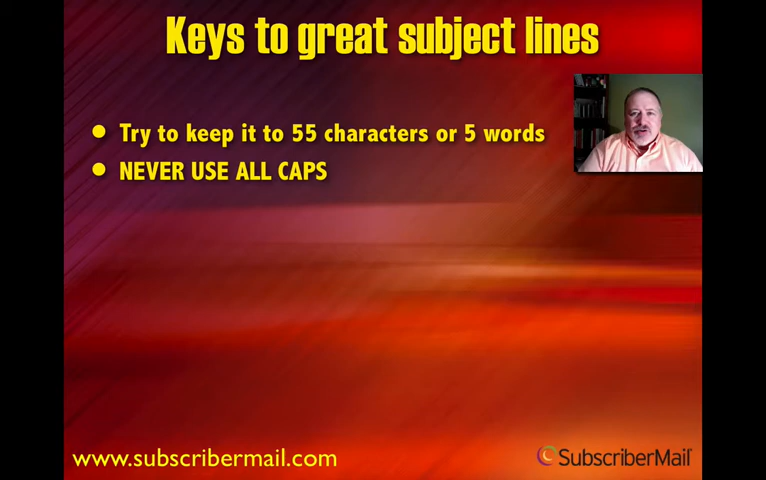 Keys to great subject lines
• Try to keep it to 55 characters or 5 words
• NEVER USE ALL CAPS
www.subscribermail.com
SubscriberMail